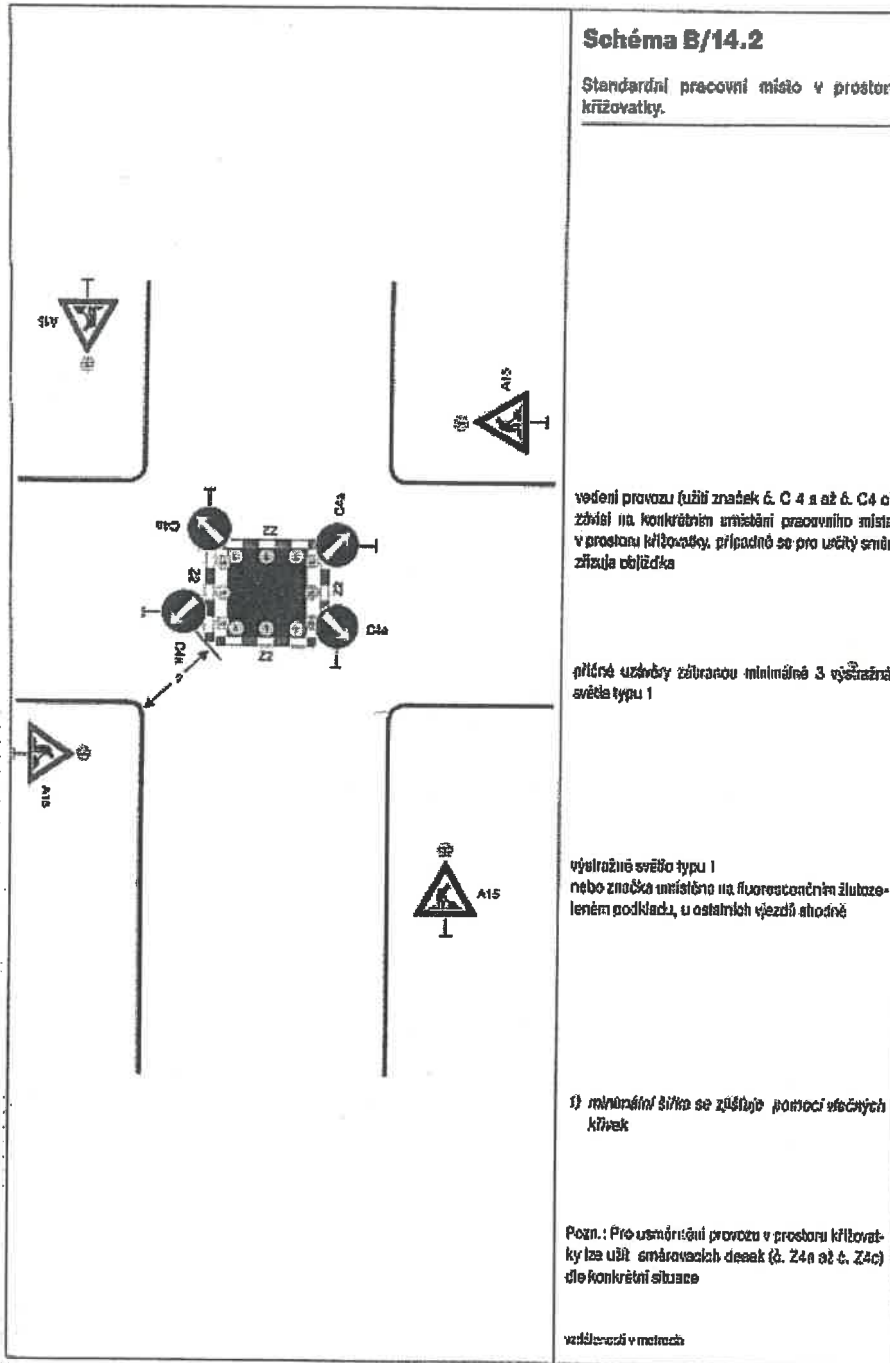 Schéma B/14.2
Standardní pracovní místo v prostoru
křižovatky.
A15
A15
vedení provozu (užití značek č. C 4 a až č. C4 c)
závisí na konkrétním umístění pracovního místa
v prostoru křižovatky, případně se pro určitý směr
zřizuje objížďka
C4a
C4a
Z2
Z2
Z2
C4a
C4a
Z2
příčné uzávěry zábranou minimálně 3 výstražná
světla typu 1
A15
výstražné světlo typu 1
nebo značka umístěna na fluorescenčním žlutoze-
leném podkladu, u ostatních vjezdů shodně
A15
1) minimální šířka se zjišťuje pomocí vlečných
křivek
Pozn.: Pro usměrnění provozu v prostoru křižovat-
ky lze užít směrovacích desek (č. Z4a až č. Z4c)
dle konkrétní situace
vzdálenosti v metrech